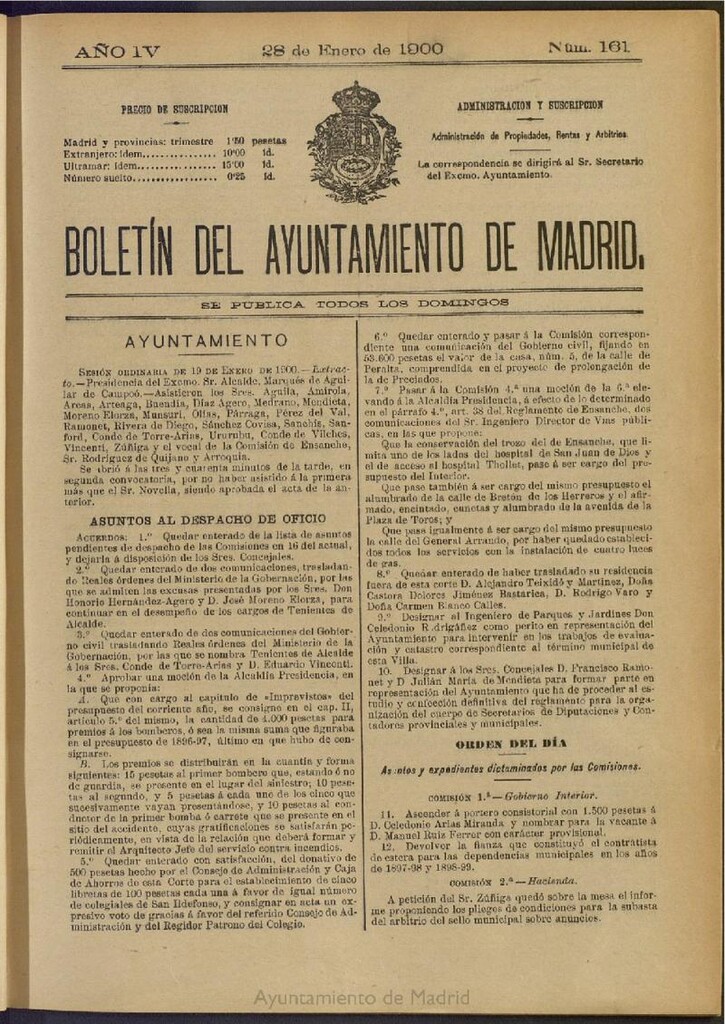 AÑO IV 28 de Enero de 1900 Núm. 161
PRECIO DE SUSCRIPCION
Madrid y provincias: trimestre 1'50 pesetas
Extranjero: ídem............... 10'00 íd.
Ultramar: ídem................. 15'00 íd.
Número suelto................ 0'25 íd.
ADMINISTRACION Y SUSCRIPCION
Administración de Propiedades, Rentas y Arbitrios.
La correspondencia se dirigirá al Sr. Secretario
del Excmo. Ayuntamiento.
BOLETÍN DEL AYUNTAMIENTO DE MADRID.
SE PUBLICA TODOS LOS DOMINGOS
AYUNTAMIENTO
SESIÓN ORDINARIA DE 19 DE ENERO DE 1900.—Extrac-
to.—Presidencia del Excmo. Sr. Alcalde, Marqués de Agui-
lar de Campoó.—Asistieron los Sres. Aguila, Amírola,
Arcas, Arteaga, Buendía, Díaz Agero, Medrano, Mendieta,
Moreno Elorza, Munsuri, Olías, Párraga, Pérez del Val,
Ramonet, Rivera de Diego, Sánchez Covisa, Sanchis, San-
ford, Conde de Torre-Arias, Uruburu, Conde de Vilches,
Vincenti, Zúñiga y el vocal de la Comisión de Ensanche,
Sr. Rodríguez de Quijano y Arroquia.
Se abrió á las tres y cuarenta minutos de la tarde, en
segunda convocatoria, por no haber asistido á la primera
más que el Sr. Novella, siendo aprobada el acta de la an-
terior.
ASUNTOS AL DESPACHO DE OFICIO
ACUERDOS: 1.º Quedar enterado de la lista de asuntos
pendientes de despacho de las Comisiones en 16 del actual,
y dejarla á disposición de los Sres. Concejales.
2.º Quedar enterado de dos comunicaciones, trasladan-
do Reales órdenes del Ministerio de la Gobernación, por las
que se admiten las excusas presentadas por los Sres. Don
Honorio Hernández-Agero y D. José Moreno Elorza, para
continuar en el desempeño de los cargos de Tenientes de
Alcalde.
3.º Quedar enterado de dos comunicaciones del Gobier-
no civil trasladando Reales órdenes del Ministerio de la
Gobernación, por las que se nombra Tenientes de Alcalde
á los Sres. Conde de Torre-Arias y D. Eduardo Vincenti.
4.º Aprobar una moción de la Alcaldía Presidencia, en
la que se proponía:
A. Que con cargo al capítulo de «Imprevistos» del
presupuesto del corriente año, se consigne en el cap. II,
artículo 5.º del mismo, la cantidad de 4.000 pesetas para
premios á los bomberos, ó sea la misma suma que figuraba
en el presupuesto de 1896-97, último en que hubo de con-
signarse.
B. Los premios se distribuirán en la cuantía y forma
siguientes: 15 pesetas al primer bombero que, estando ó no
de guardia, se presente en el lugar del siniestro; 10 pese-
tas al segundo, y 5 pesetas á cada uno de los cinco que
sucesivamente vayan presentándose, y 10 pesetas al con-
ductor de la primer bomba ó carrete que se presente en el
sitio del accidente, cuyas gratificaciones se satisfarán pe-
riódicamente, en vista de la relación que deberá formar y
remitir el Arquitecto Jefe del servicio contra incendios.
5.º Quedar enterado con satisfacción, del donativo de
500 pesetas hecho por el Consejo de Administración y Caja
de Ahorros de esta Corte para el establecimiento de cinco
libretas de 100 pesetas cada una á favor de igual número
de colegiales de San Ildefonso, y consignar en acta un ex-
presivo voto de gracias á favor del referido Consejo de Ad-
ministración y del Regidor Patrono del Colegio.
6.º Quedar enterado y pasar á la Comisión correspon-
diente una comunicación del Gobierno civil, fijando en
53.600 pesetas el valor de la casa, núm. 5, de la calle de
Peralta, comprendida en el proyecto de prolongación de
la de Preciados.
7.º Pasar á la Comisión 4.ª una moción de la 6.ª ele-
vando á la Alcaldía Presidencia, á efecto de lo determinado
en el párrafo 4.º, art. 38 del Reglamento de Ensanche, dos
comunicaciones del Sr. Ingeniero Director de Vías públi-
cas, en las que propone:
Que la conservación del trozo del de Ensanche, que li-
mita uno de los lados del hospital de San Juan de Dios y
el de acceso al hospital Thollet, pase á ser cargo del pre-
supuesto del Interior.
Que pase también á ser cargo del mismo presupuesto el
alumbrado de la calle de Bretón de los Herreros y el afir-
mado, encintado, cunetas y alumbrado de la avenida de la
Plaza de Toros; y
Que pase igualmente á ser cargo del mismo presupuesto
la calle del General Arrando, por haber quedado estableci-
dos todos los servicios con la instalación de cuatro luces
de gas.
8.º Quedar enterado de haber trasladado su residencia
fuera de esta corte D. Alejandro Teixidó y Martínez, Doña
Castora Dolores Jiménez Bastarica, D. Rodrigo Varo y
Doña Carmen Blanco Calles.
9.º Designar al Ingeniero de Parques y Jardines Don
Celedonio Rodrigáñez como perito en representación del
Ayuntamiento para intervenir en los trabajos de evalua-
ción y catastro correspondiente al término municipal de
esta Villa.
10. Designar á los Sres. Concejales D. Francisco Ramo-
net y D. Julián María de Mendieta para formar parte en
representación del Ayuntamiento que ha de proceder al es-
tudio y confección definitiva del reglamento para la orga-
nización del cuerpo de Secretarios de Diputaciones y Con-
tadores provinciales y municipales.
ORDEN DEL DÍA
Asuntos y expedientes dictaminados por las Comisiones.
COMISIÓN 1.ª—Gobierno Interior.
11. Ascender á portero consistorial con 1.500 pesetas á
D. Celedonio Arias Miranda y nombrar para la vacante á
D. Manuel Ruiz Ferror con carácter provisional.
12. Devolver la fianza que constituyó el contratista
de estera para las dependencias municipales en los años
de 1897-98 y 1898-99.
COMISIÓN 2.ª—Hacienda.
A petición del Sr. Zúñiga quedó sobre la mesa el infor-
me proponiendo los pliegos de condiciones para la subasta
del arbitrio del sello municipal sobre anuncios.
Ayuntamiento de Madrid